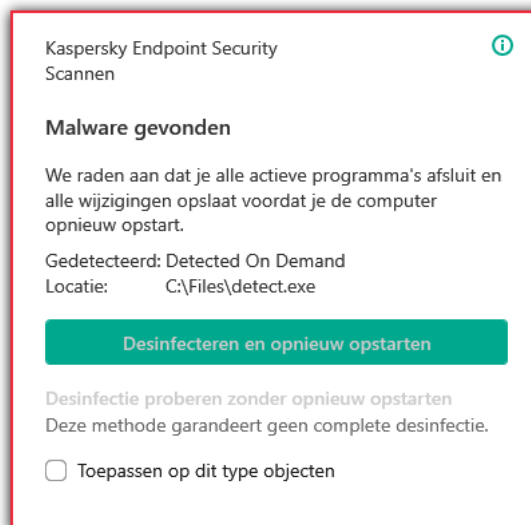 Kaspersky Endpoint Security
Scannen
Malware gevonden
We raden aan dat je alle actieve programma's afsluit en
alle wijzigingen opslaat voordat je de computer
opnieuw opstart.
Gedetecteerd: Detected On Demand
Locatie: C:\Files\detect.exe
Desinfecteren en opnieuw opstarten
Desinfectie proberen zonder opnieuw opstarten
Deze methode garandeert geen complete desinfectie.
Toepassen op dit type objecten